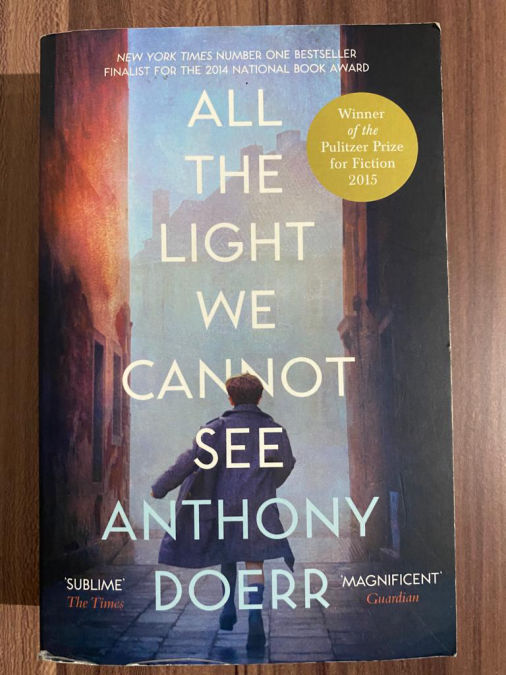 NEW YORK TIMES NUMBER ONE BESTSELLER
FINALIST FOR THE 2014 NATIONAL BOOK AWARD
ALL
THE
LIGHT
WE
CANNOT
SEE
Winner
of the
Pulitzer Prize
for Fiction
2015
ANTHONY
DOERR
'SUBLIME'
The Times
'MAGNIFICENT'
Guardian